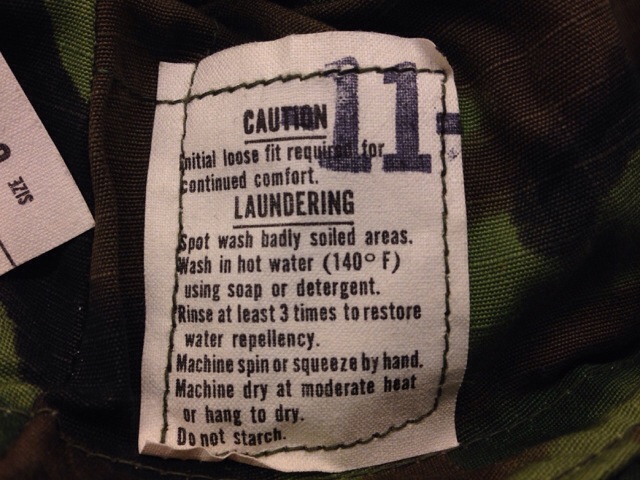 11-
CAUTION
Initial loose fit required for
continued comfort.
LAUNDERING
Spot wash badly soiled areas.
Wash in hot water (140° F)
using soap or detergent.
Rinse at least 3 times to restore
water repellency.
Machine spin or squeeze by hand.
Machine dry at moderate heat
or hang to dry.
Do not starch.
SIZE